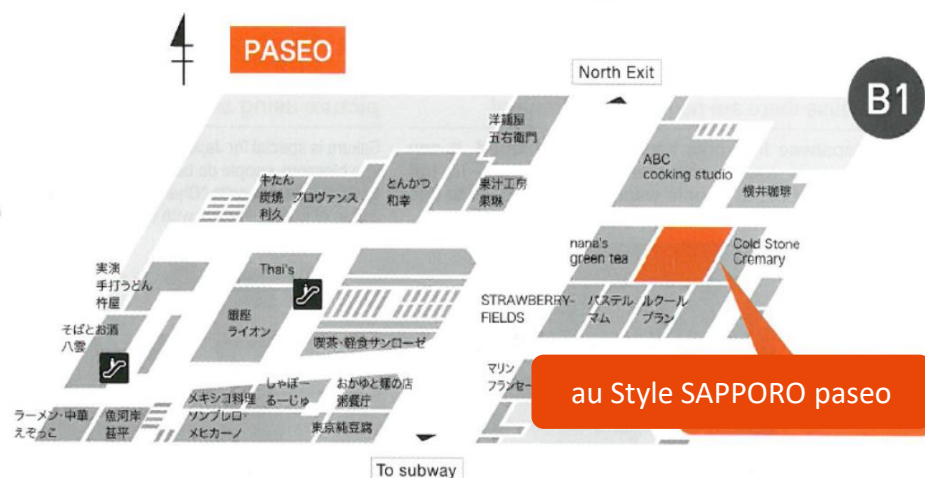 PASEO
North Exit
B1
洋麺屋
五右衛門
ABC
cooking studio
牛たん
炭焼
利久
プロヴァンス
とんかつ
和幸
果汁工房
果琳
横井珈琲
nana's
green tea
Cold Stone
Cremary
実演
手打うどん
杵屋
Thai's
STRAWBERRY-
FIELDS
パステル
マム
ルクール
ブラン
銀座
ライオン
そばとお酒
八雲
喫茶・軽食サンローゼ
マリン
フランセー
au Style SAPPORO paseo
メキシコ料理
ソンブレロ・
メヒカーノ
しゃぼー
るーじゅ
おかゆと麺の店
粥餐庁
東京純豆腐
ラーメン・中華
えぞっこ
魚河岸
甚平
To subway